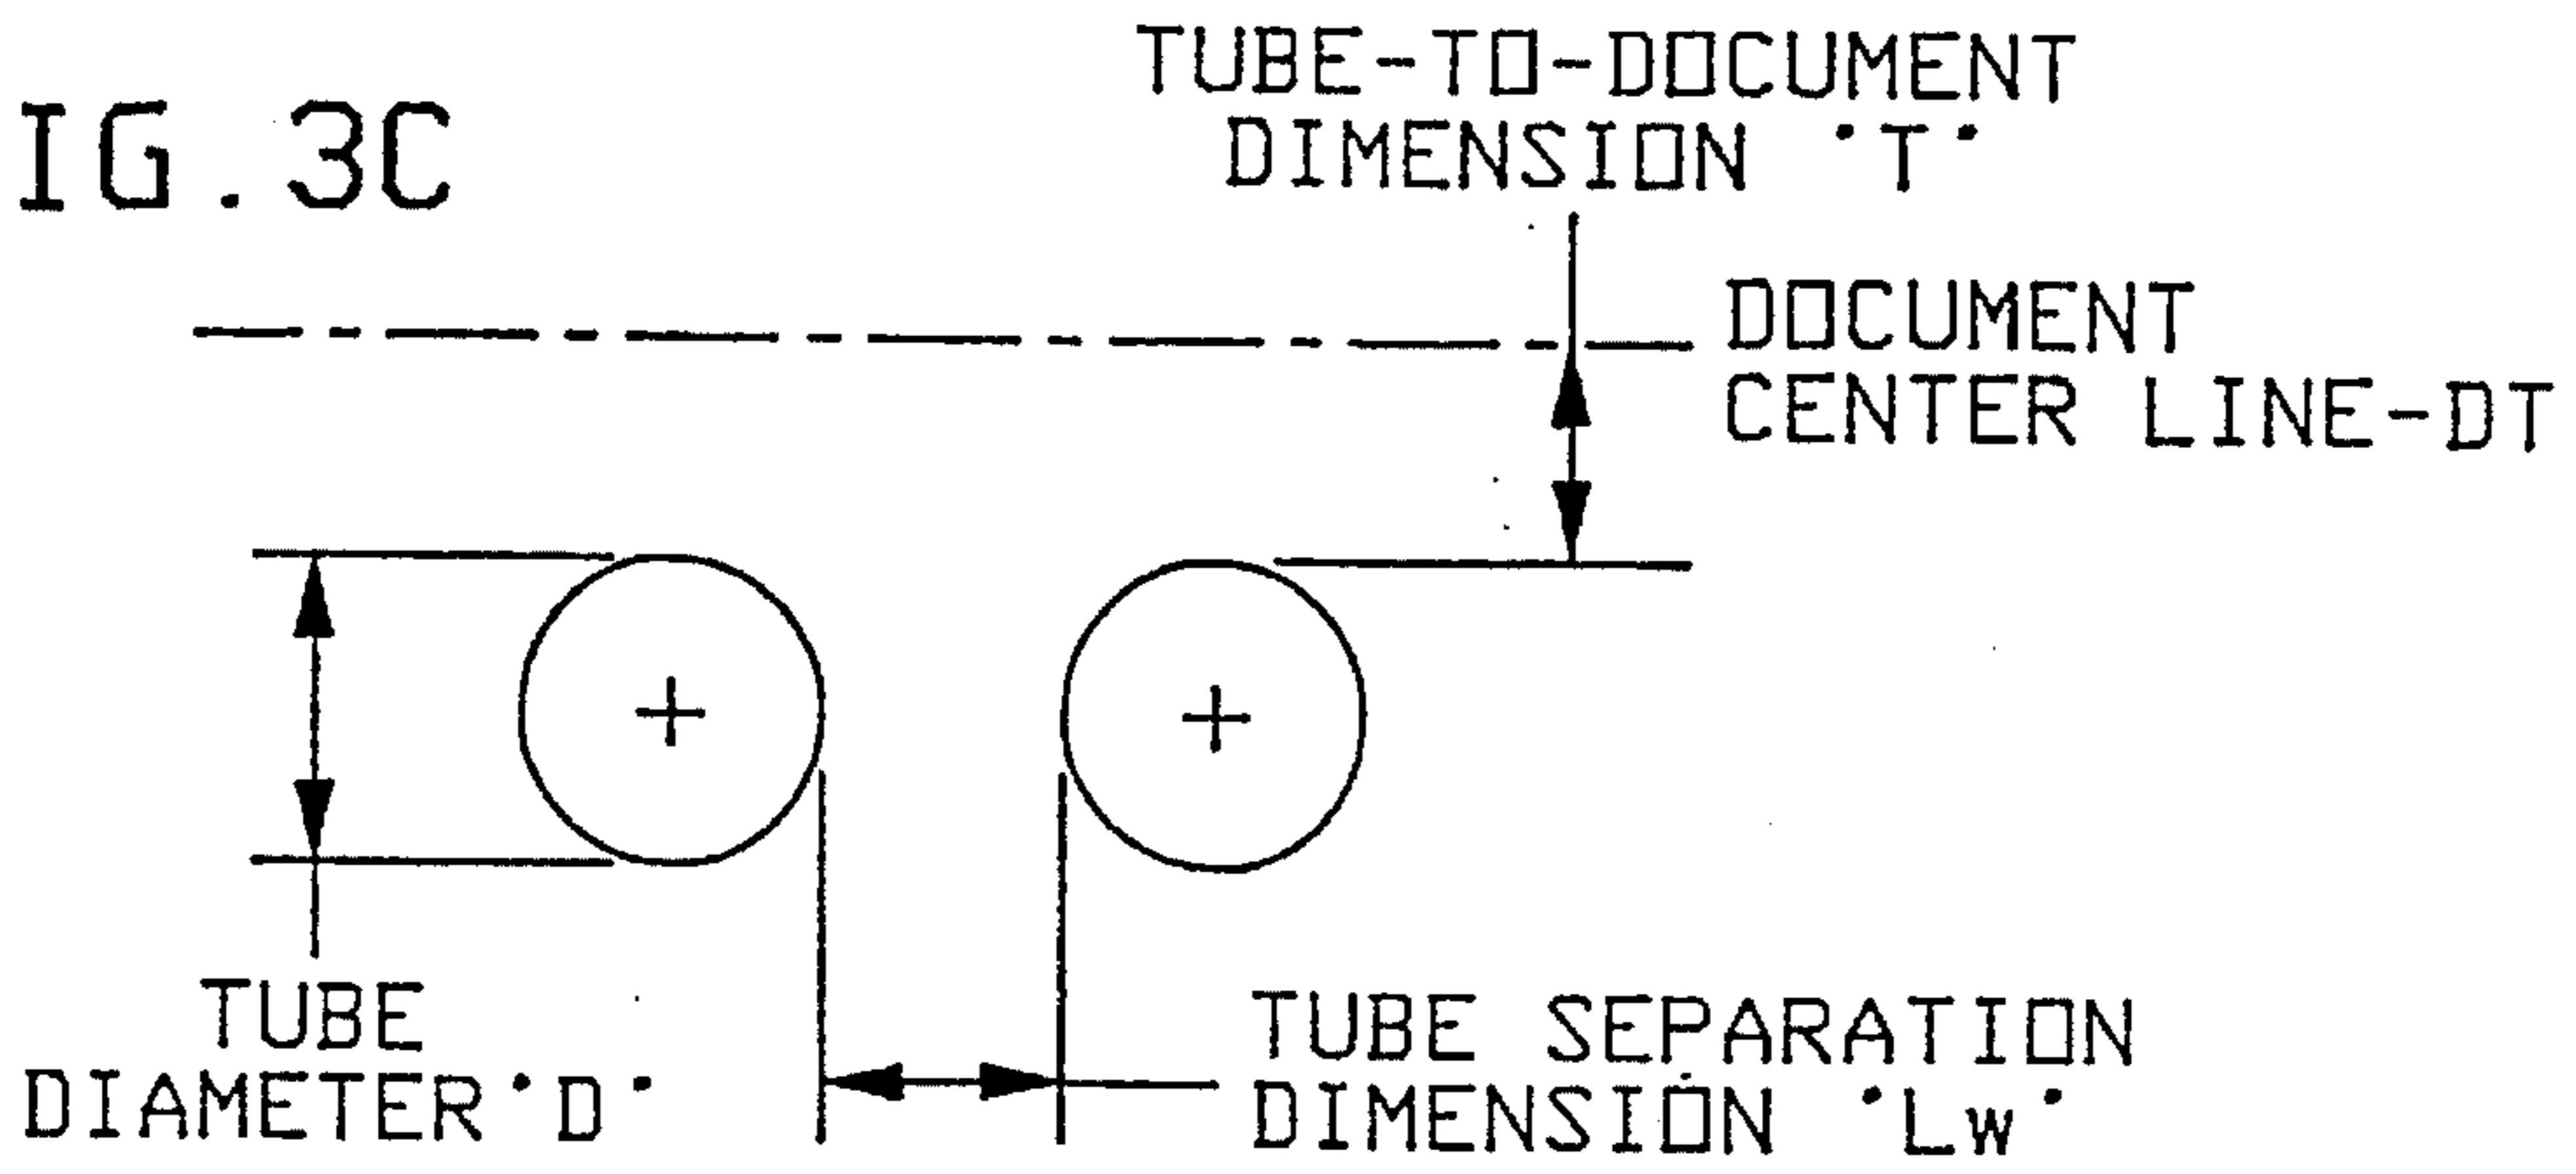 IG. 3C
TUBE-TO-DOCUMENT
DIMENSION 'T'
DOCUMENT
CENTER LINE-DT
TUBE
DIAMETER 'D'
TUBE SEPARATION
DIMENSION 'Lw'